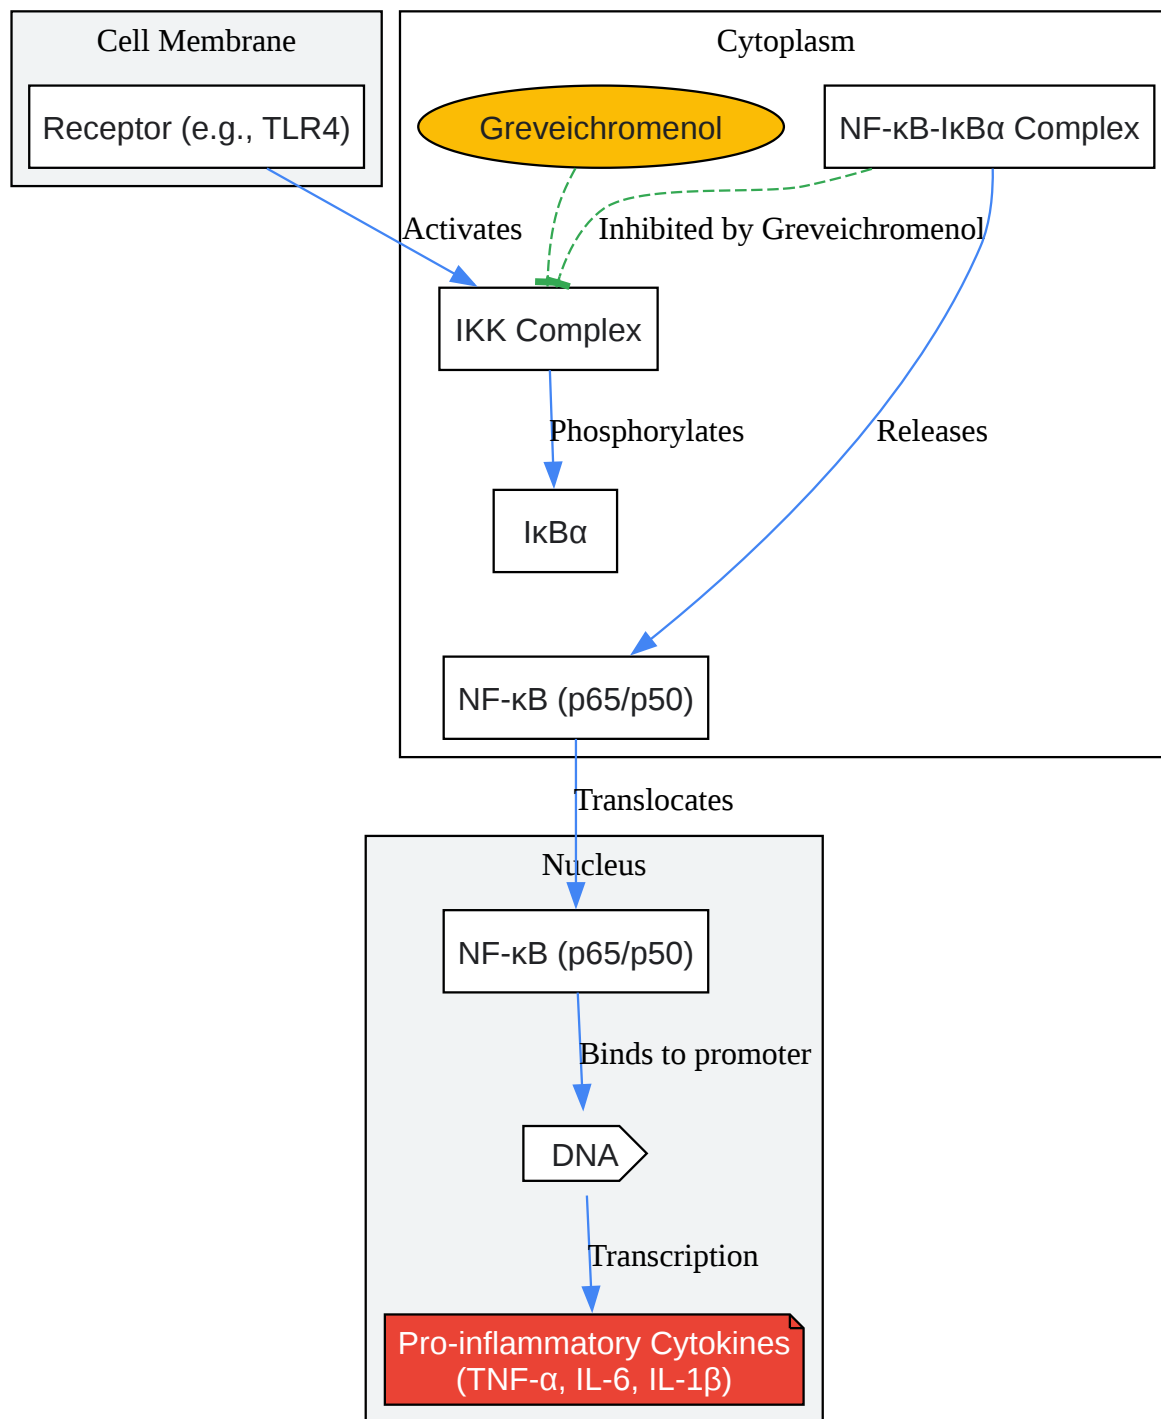 Cell Membrane
Cytoplasm
Receptor (e.g., TLR4)
Greveichromenol
NF-κB-IκBα Complex
Activates
Inhibited by Greveichromenol
IKK Complex
Phosphorylates
Releases
IκBα
NF-κB (p65/p50)
Translocates
Nucleus
NF-κB (p65/p50)
Binds to promoter
DNA
Transcription
Pro-inflammatory Cytokines
(TNF-α, IL-6, IL-1β)